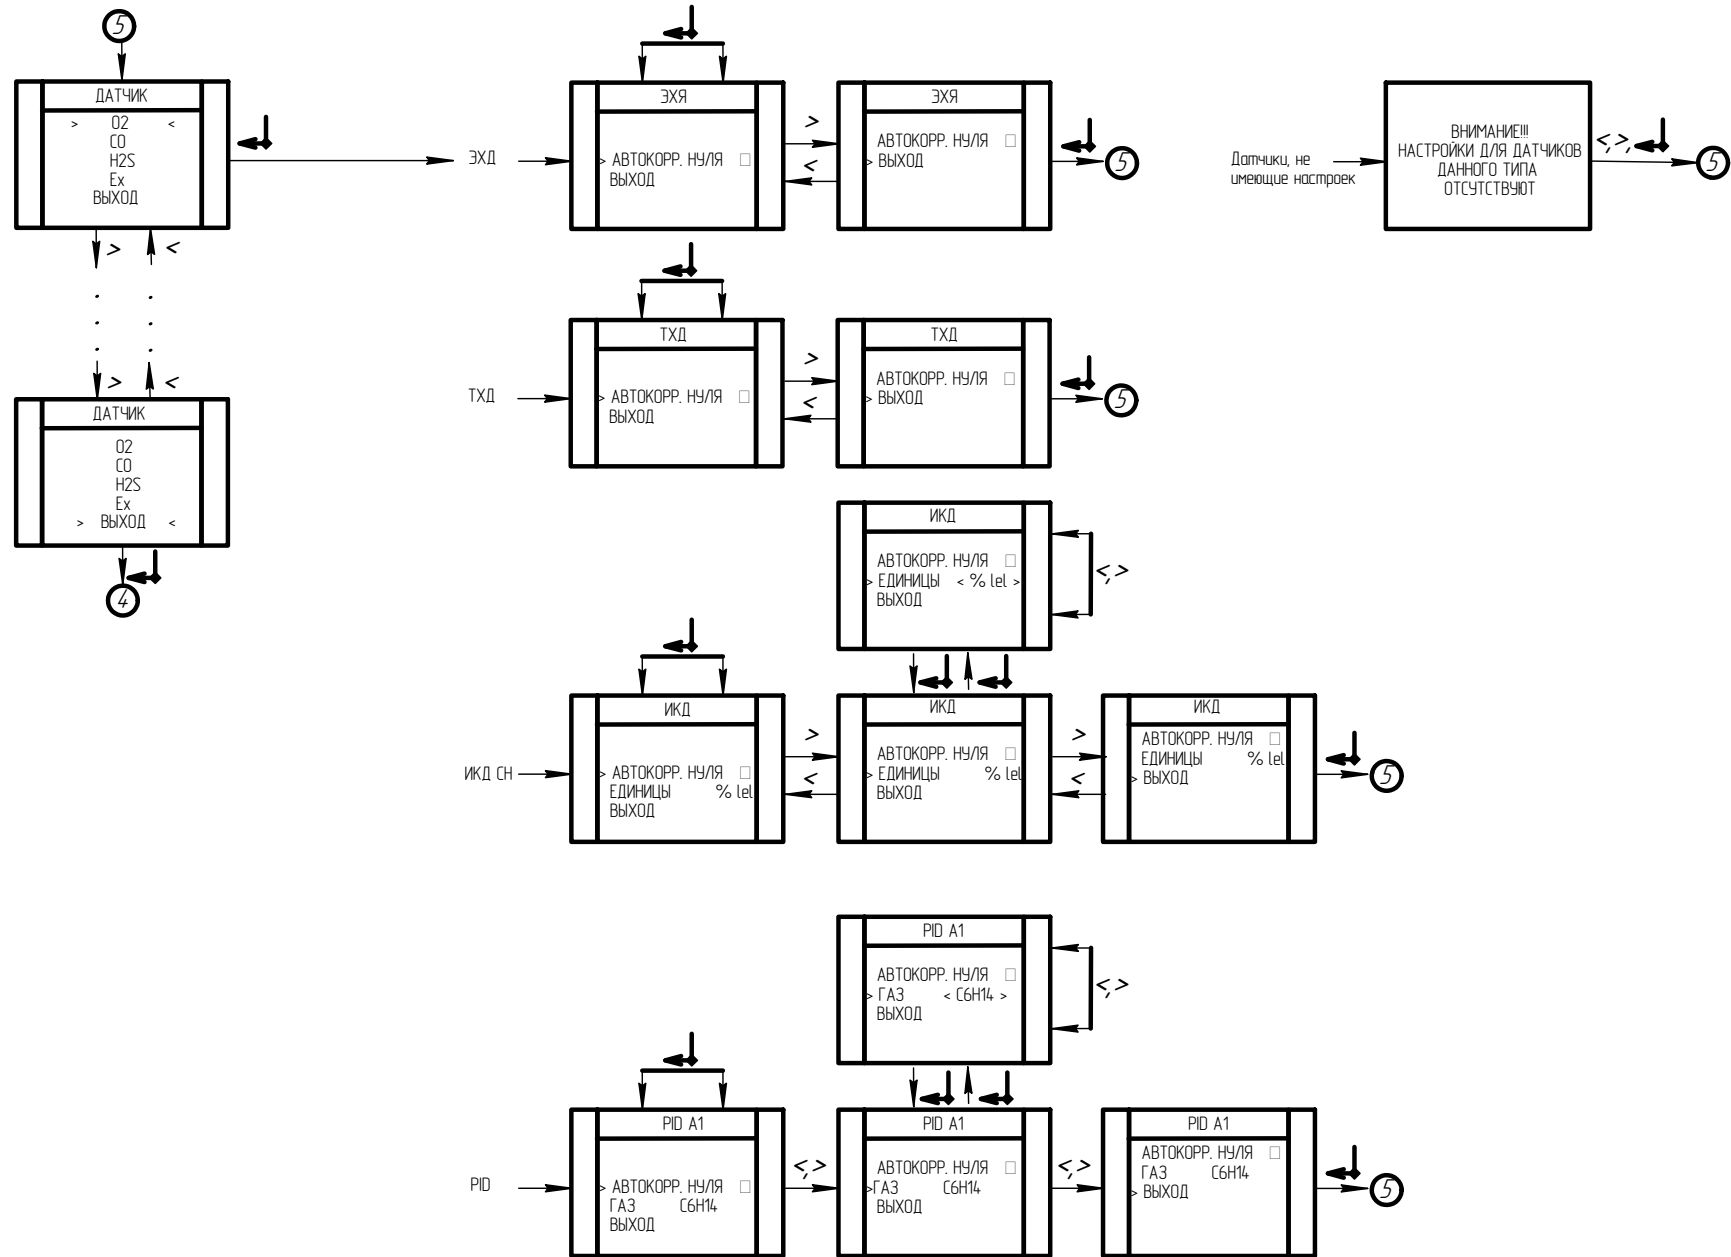 5
ДАТЧИК
> O2 <
CO
H2S
Ex
ВЫХОД
> <
> <
ДАТЧИК
O2
CO
H2S
Ex
> ВЫХОД <
4
ЭХД
ЭХЯ
> АВТОКОРР. НУЛЯ □
ВЫХОД
>
<
ЭХЯ
АВТОКОРР. НУЛЯ □
> ВЫХОД
5
Датчики, не
имеющие настроек
ВНИМАНИЕ!!!
НАСТРОЙКИ ДЛЯ ДАТЧИКОВ
ДАННОГО ТИПА
ОТСУТСТВУЮТ
<,>,
5
ТХД
ТХД
> АВТОКОРР. НУЛЯ □
ВЫХОД
>
<
ТХД
АВТОКОРР. НУЛЯ □
> ВЫХОД
5
ИКД
АВТОКОРР. НУЛЯ □
> ЕДИНИЦЫ < % lel >
ВЫХОД
<,>
ИКД CH
ИКД
> АВТОКОРР. НУЛЯ □
ЕДИНИЦЫ % lel
ВЫХОД
>
<
ИКД
АВТОКОРР. НУЛЯ □
> ЕДИНИЦЫ % lel
ВЫХОД
>
<
ИКД
АВТОКОРР. НУЛЯ □
ЕДИНИЦЫ % lel
> ВЫХОД
5
PID A1
АВТОКОРР. НУЛЯ □
> ГАЗ < C6H14 >
ВЫХОД
<,>
PID
PID A1
> АВТОКОРР. НУЛЯ □
ГАЗ C6H14
ВЫХОД
<,>
PID A1
АВТОКОРР. НУЛЯ □
>ГАЗ C6H14
ВЫХОД
<,>
PID A1
АВТОКОРР. НУЛЯ □
ГАЗ C6H14
> ВЫХОД
5